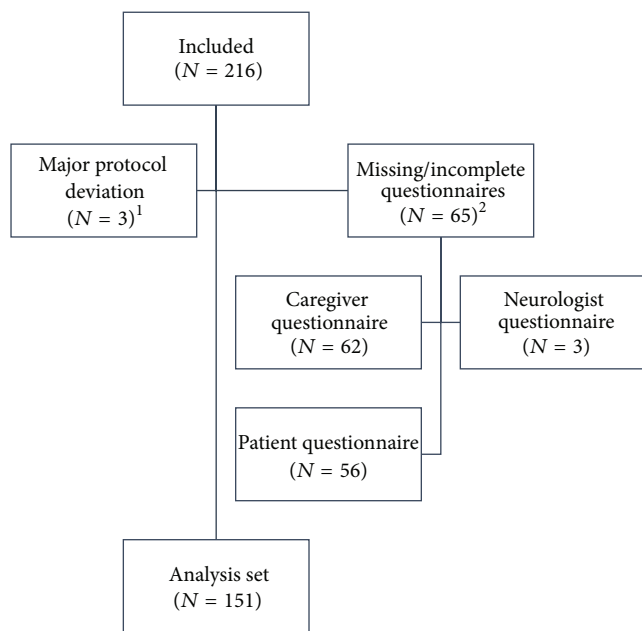 Included
(N = 216)
Major protocol
deviation
(N = 3)1
Missing/incomplete
questionnaires
(N = 65)2
Caregiver
questionnaire
(N = 62)
Neurologist
questionnaire
(N = 3)
Patient questionnaire
(N = 56)
Analysis set
(N = 151)